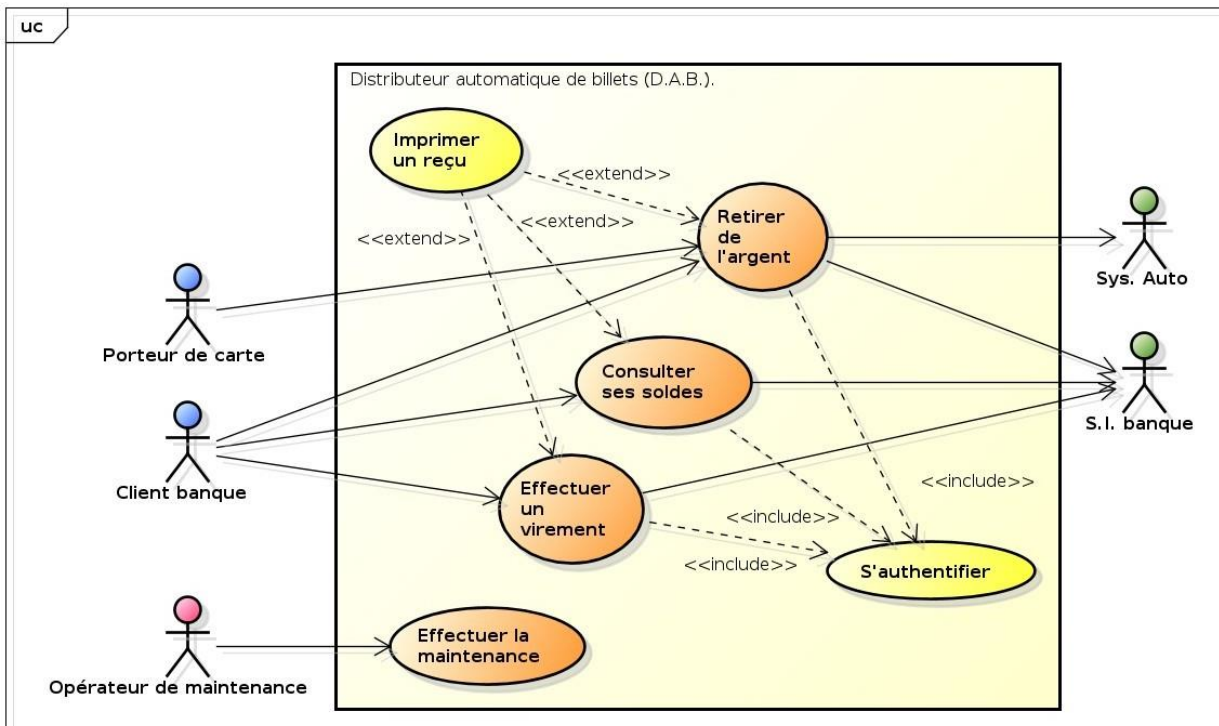 uc
Distributeur automatique de billets (D.A.B.).
Imprimer
un reçu
<<extend>>
<<extend>>
<<extend>>
Retirer
de
l'argent
Sys. Auto
Porteur de carte
Consulter
ses soldes
S.I. banque
Client banque
Effectuer
un
virement
<<include>>
<<include>>
<<include>>
S'authentifier
Effectuer la
maintenance
Opérateur de maintenance